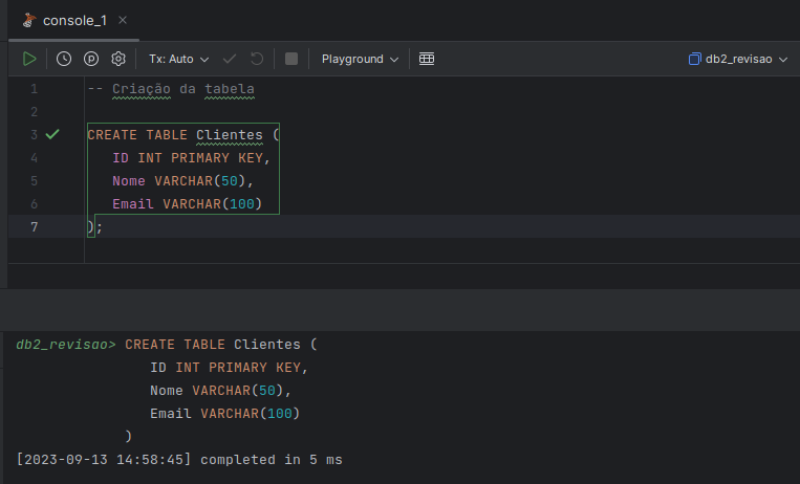 console_1
Tx: Auto
Playground
db2_revisao
1 -- Criação da tabela
2
3 CREATE TABLE Clientes (
4 ID INT PRIMARY KEY,
5 Nome VARCHAR(50),
6 Email VARCHAR(100)
7 );
db2_revisao> CREATE TABLE Clientes (
ID INT PRIMARY KEY,
Nome VARCHAR(50),
Email VARCHAR(100)
)
[2023-09-13 14:58:45] completed in 5 ms